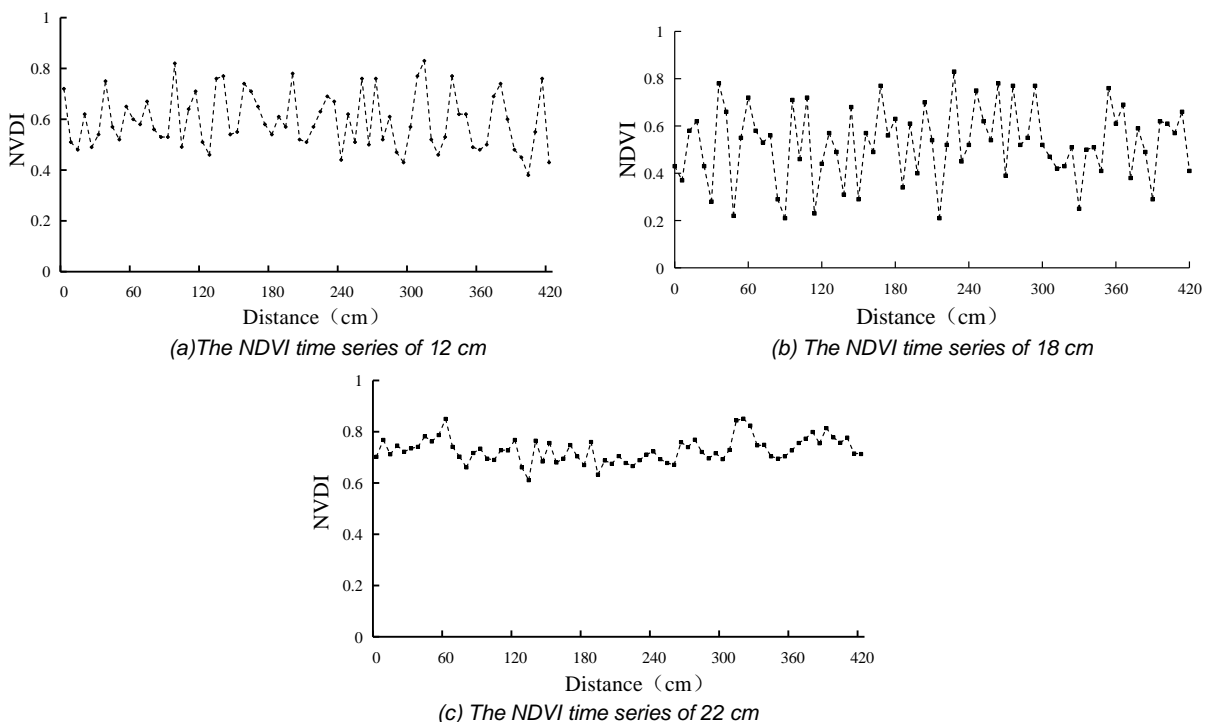 1
0.8
0.6
0.4
0.2
0
NVDI
0 60 120 180 240 300 360 420
Distance（cm）
(a)The NDVI time series of 12 cm
1
0.8
0.6
0.4
0.2
0
NDVI
0 60 120 180 240 300 360 420
Distance（cm）
(b) The NDVI time series of 18 cm
1
0.8
0.6
0.4
0.2
0
NVDI
0 60 120 180 240 300 360 420
Distance（cm）
(c) The NDVI time series of 22 cm